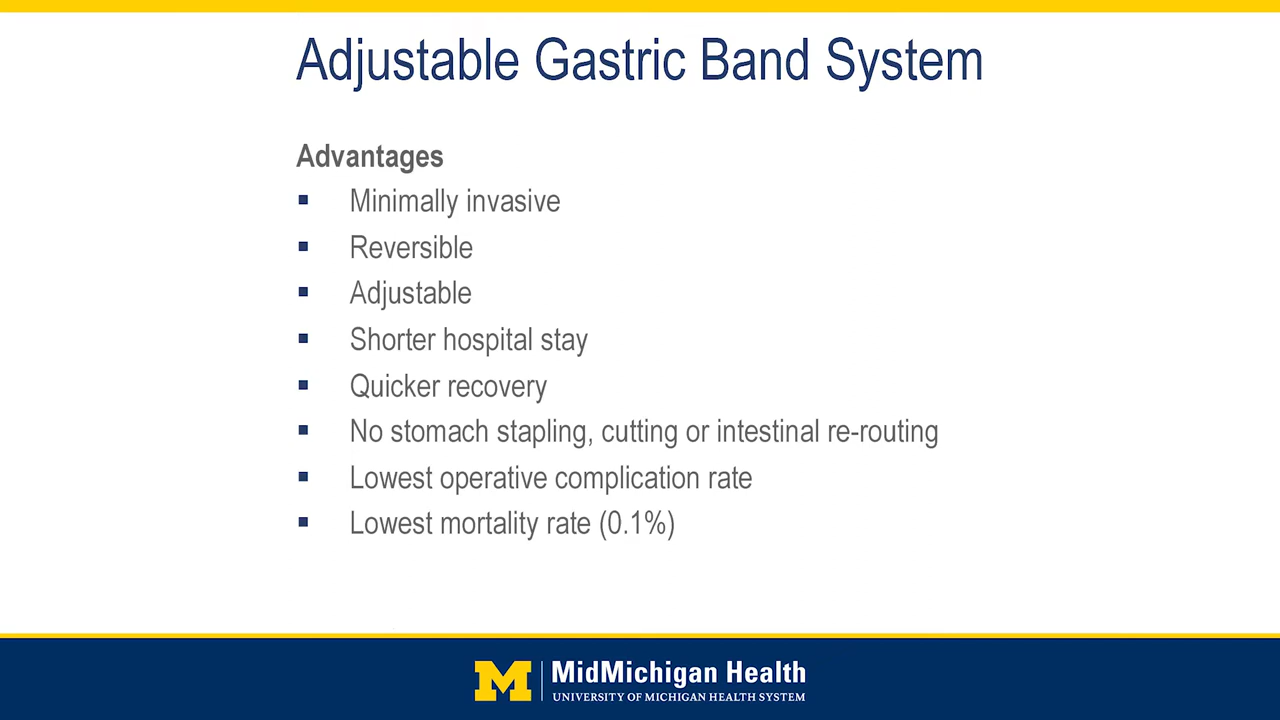 Adjustable Gastric Band System
Advantages
▪ Minimally invasive
▪ Reversible
▪ Adjustable
▪ Shorter hospital stay
▪ Quicker recovery
▪ No stomach stapling, cutting or intestinal re-routing
▪ Lowest operative complication rate
▪ Lowest mortality rate (0.1%)
M MidMichigan Health
UNIVERSITY OF MICHIGAN HEALTH SYSTEM